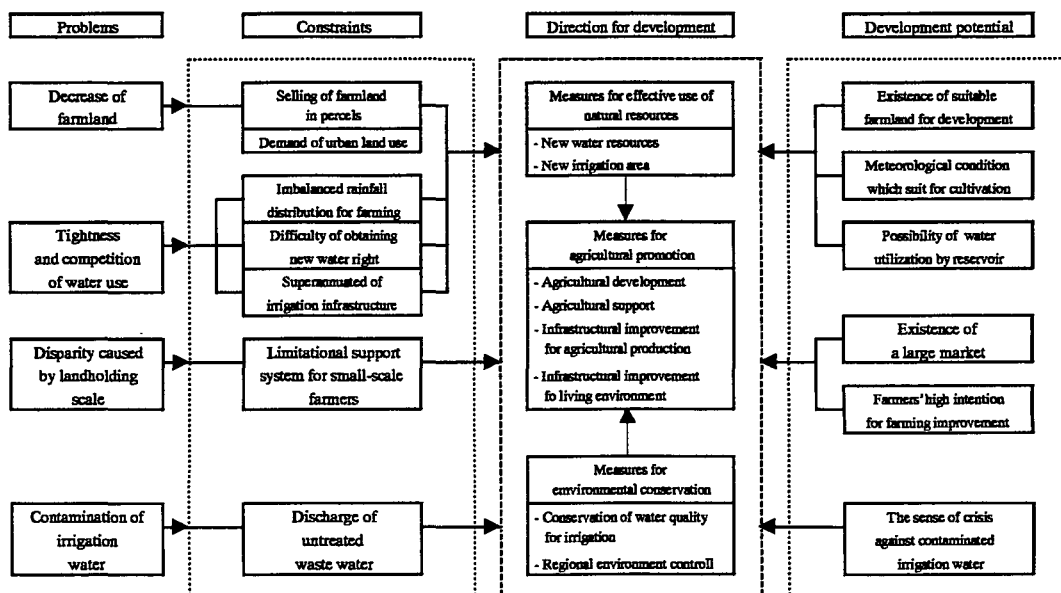 Problems
Constraints
Direction for development
Development potential
Decrease of
farmland
Selling of farmland
in percels
Demand of urban land use
Imbalanced rainfall
distribution for farming
Tightness
and competition
of water use
Difficulty of obtaining
new water right
Superannuated of
irrigation infrastructure
Disparity caused
by landholding
scale
Limitational support
system for small-scale
farmers
Contamination of
irrigation
water
Discharge of
untreated
waste water
Measures for effective use of
natural resources
- New water resources
- New irrigation area
Measures for
agricultural promotion
- Agricultural development
- Agricultural support
- Infrastructural improvement
for agricultural production
- Infrastructural improvement
fo living environment
Measures for
emvironmental conservation
- Conservation of water quality
for irrigation
- Regional environment controll
Existence of suitable
farmland for development
Meteorological condition
which suit for cultivation
Possibility of water
utilization by reservoir
Existence of
a large market
Farmers' high intention
for farming improvement
The sense of crisis
against contaminated
irrigation water